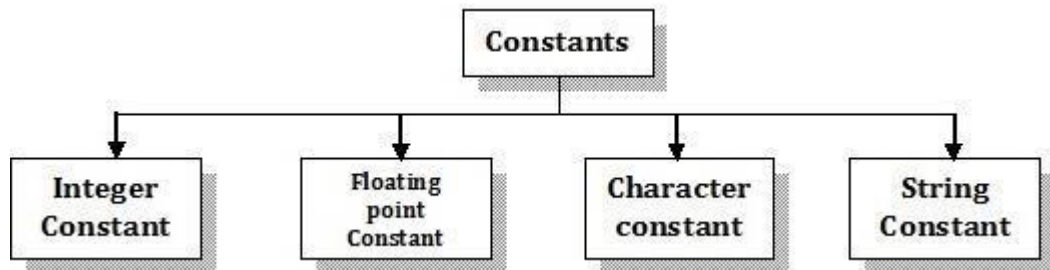 Constants
Integer
Constant
Floating
point
Constant
Character
constant
String
Constant